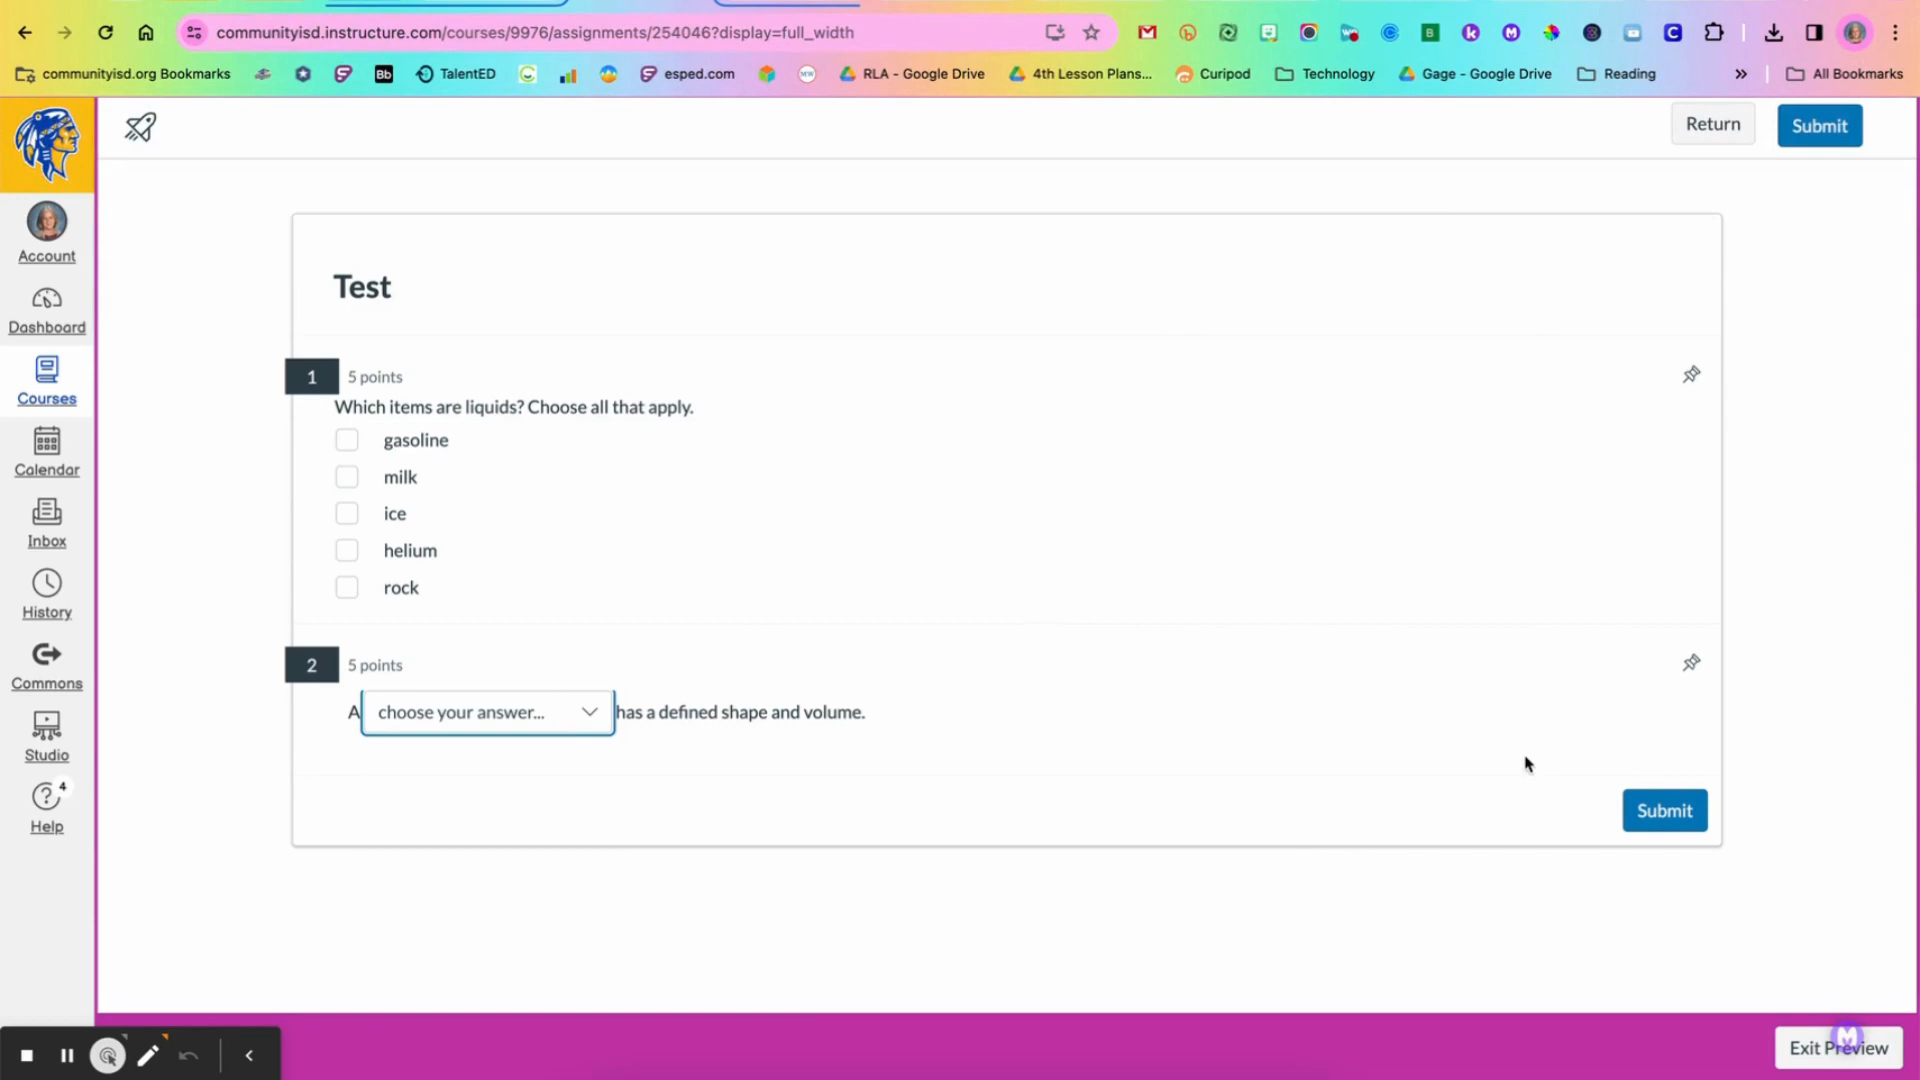 communityisd.instructure.com/courses/9976/assignments/254046?display=full_width
communityisd.org Bookmarks
Bb
TalentED
esped.com
MW
RLA - Google Drive
4th Lesson Plans...
Curipod
Technology
Gage - Google Drive
Reading
»
All Bookmarks
Return
Submit
Account
Dashboard
Courses
Calendar
Inbox
History
Commons
Studio
4
Help
Test
1
5 points
Which items are liquids? Choose all that apply.
gasoline
milk
ice
helium
rock
2
5 points
A choose your answer... has a defined shape and volume.
Submit
Exit Preview